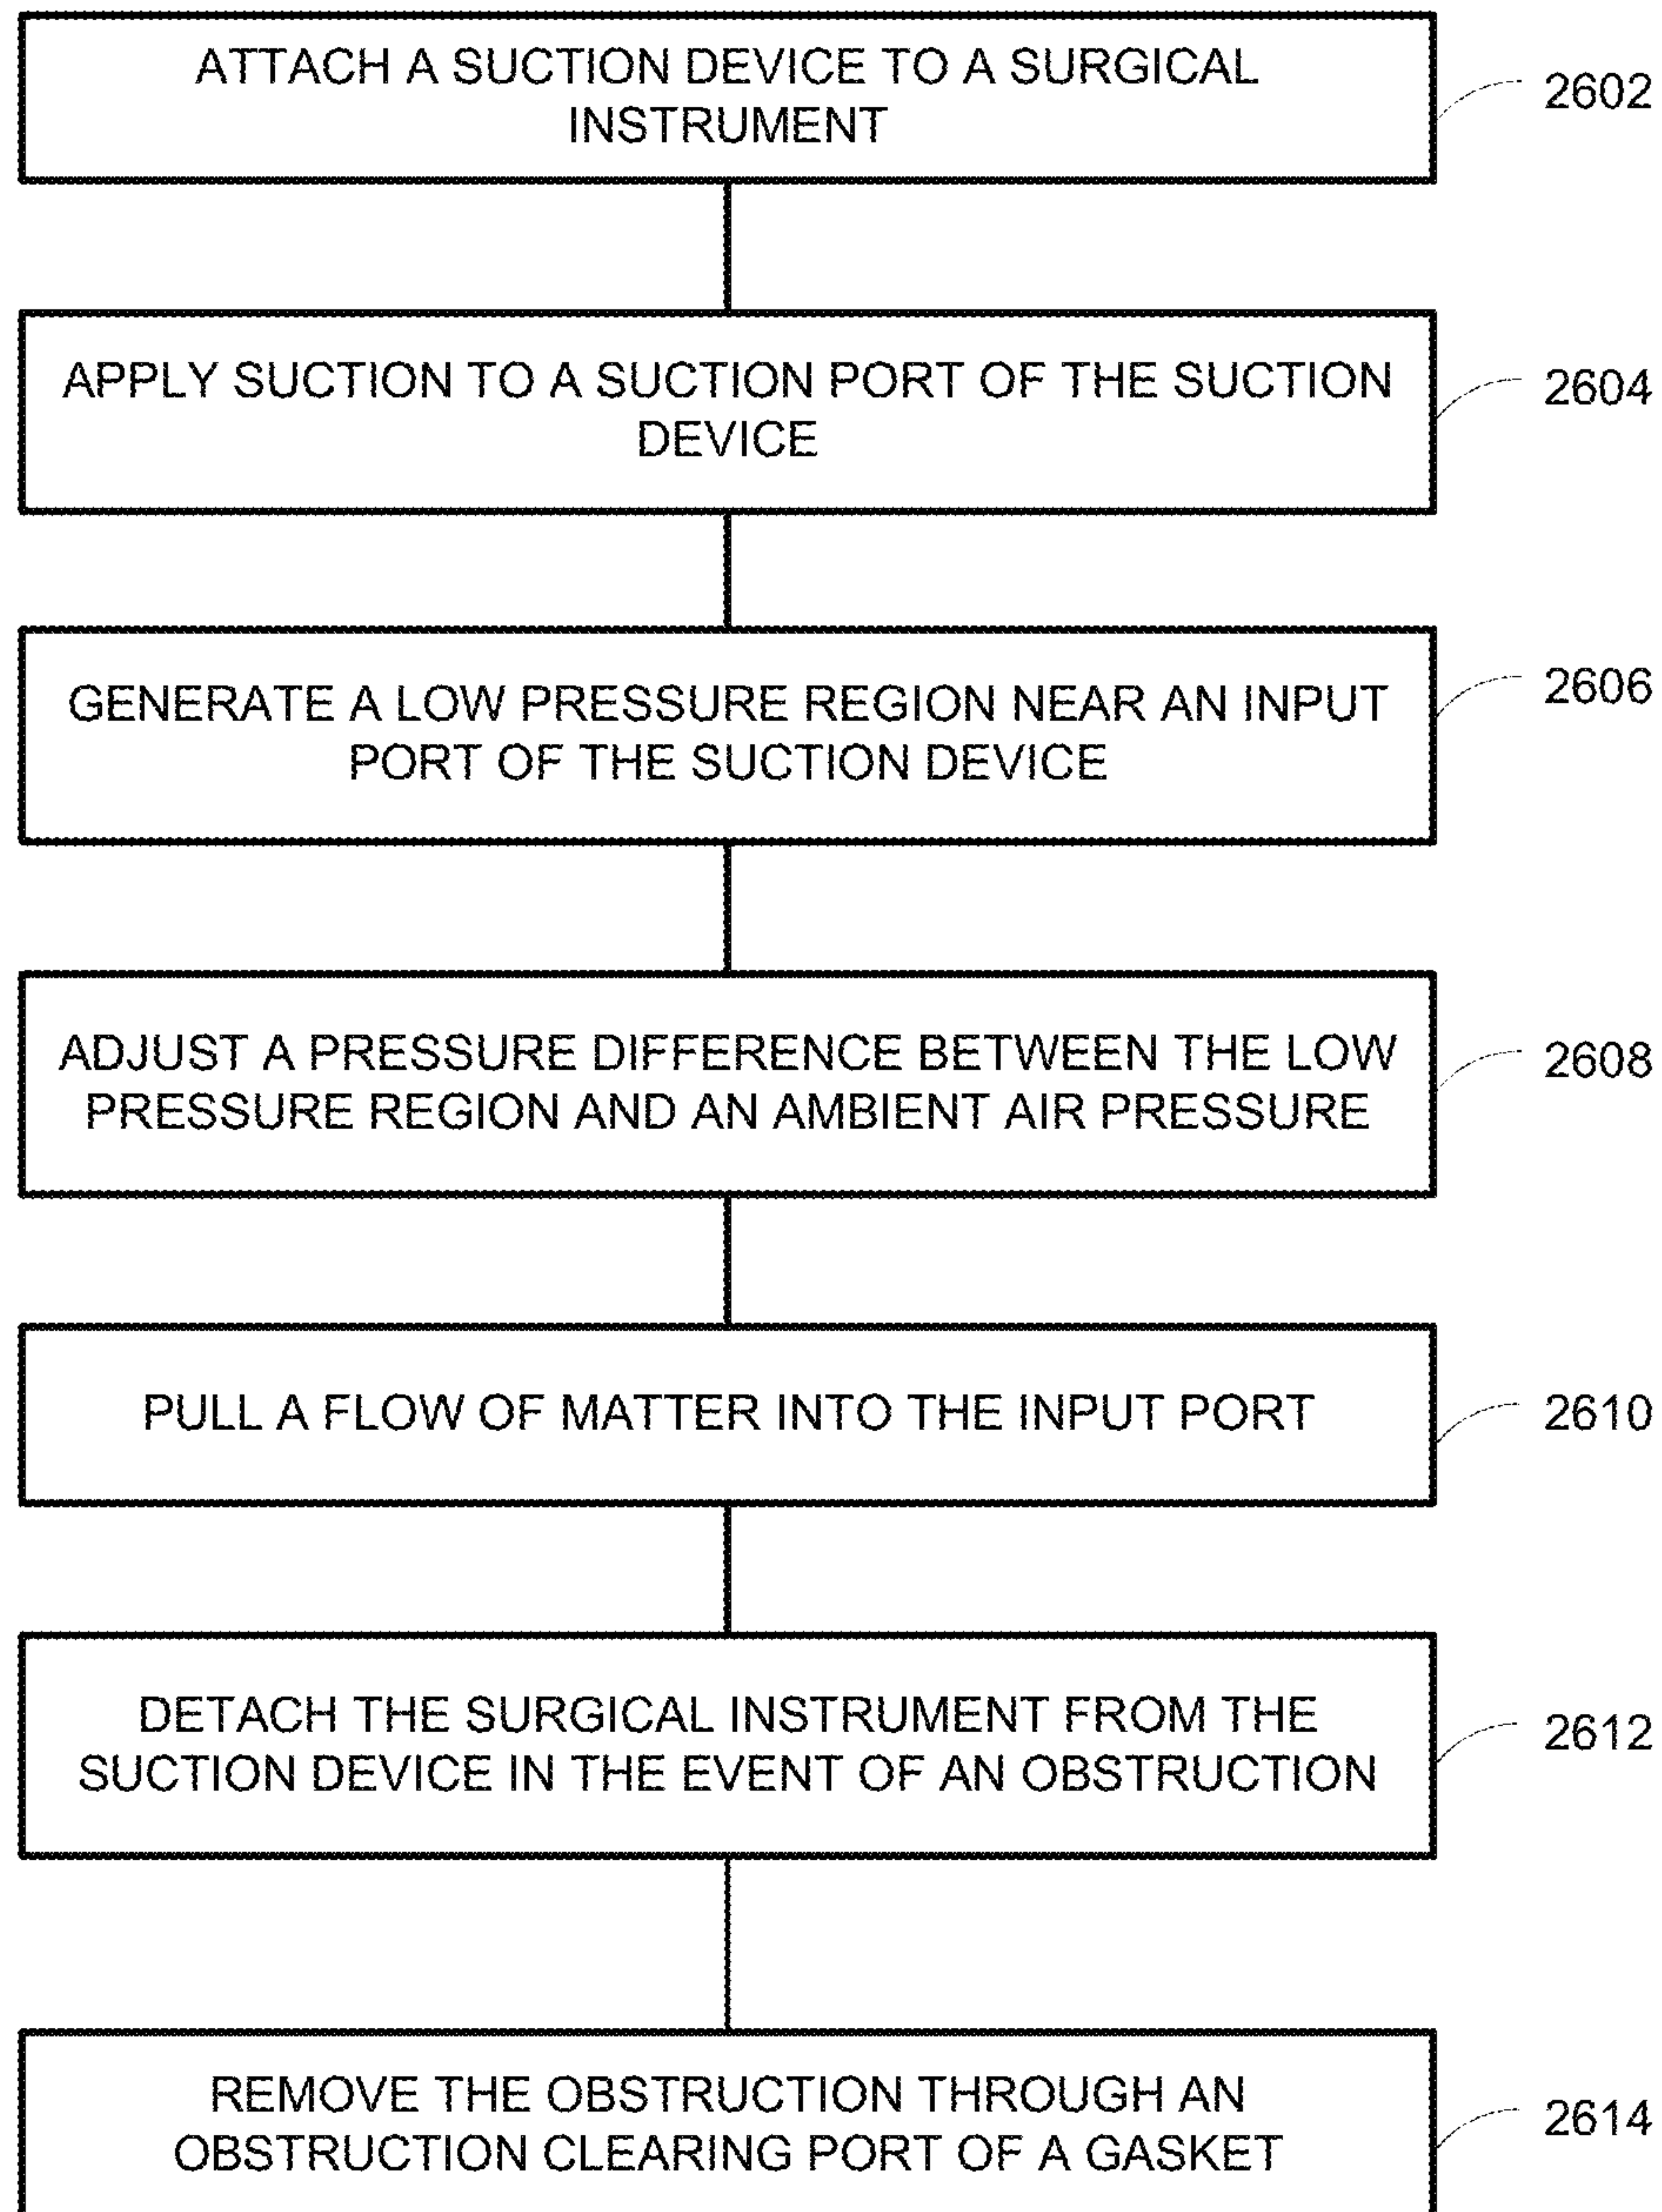 ATTACH A SUCTION DEVICE TO A SURGICAL
INSTRUMENT
2602
APPLY SUCTION TO A SUCTION PORT OF THE SUCTION
DEVICE
2604
GENERATE A LOW PRESSURE REGION NEAR AN INPUT
PORT OF THE SUCTION DEVICE
2606
ADJUST A PRESSURE DIFFERENCE BETWEEN THE LOW
PRESSURE REGION AND AN AMBIENT AIR PRESSURE
2608
PULL A FLOW OF MATTER INTO THE INPUT PORT
2610
DETACH THE SURGICAL INSTRUMENT FROM THE
SUCTION DEVICE IN THE EVENT OF AN OBSTRUCTION
2612
REMOVE THE OBSTRUCTION THROUGH AN
OBSTRUCTION CLEARING PORT OF A GASKET
2614